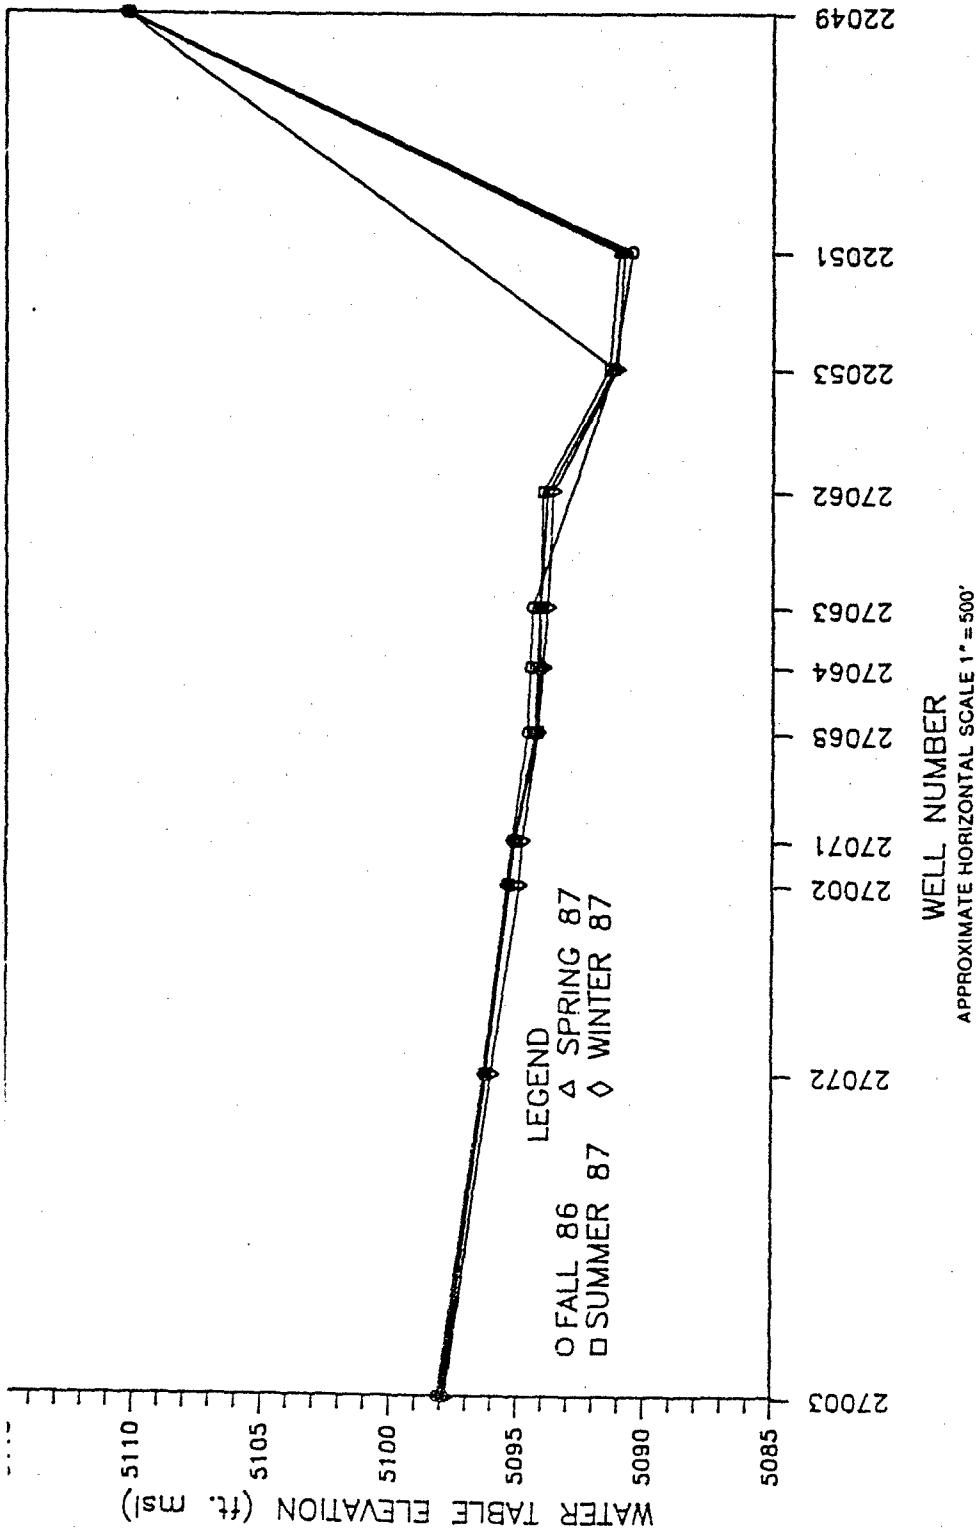 5110
5105
5100
5095
5090
5085
WATER TABLE ELEVATION (ft. msl)
LEGEND
O FALL 86 △ SPRING 87
□ SUMMER 87 ◇ WINTER 87
27003
27072
27002
27071
27068
27064
27063
27062
22053
22051
22049
WELL NUMBER
APPROXIMATE HORIZONTAL SCALE 1" = 500'